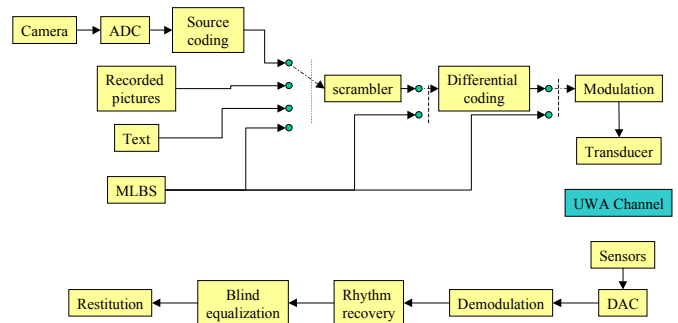 Camera
ADC
Source
coding
Recorded
pictures
scrambler
Differential
coding
Modulation
Text
Transducer
MLBS
UWA Channel
Sensors
Restitution
Blind
equalization
Rhythm
recovery
Demodulation
DAC